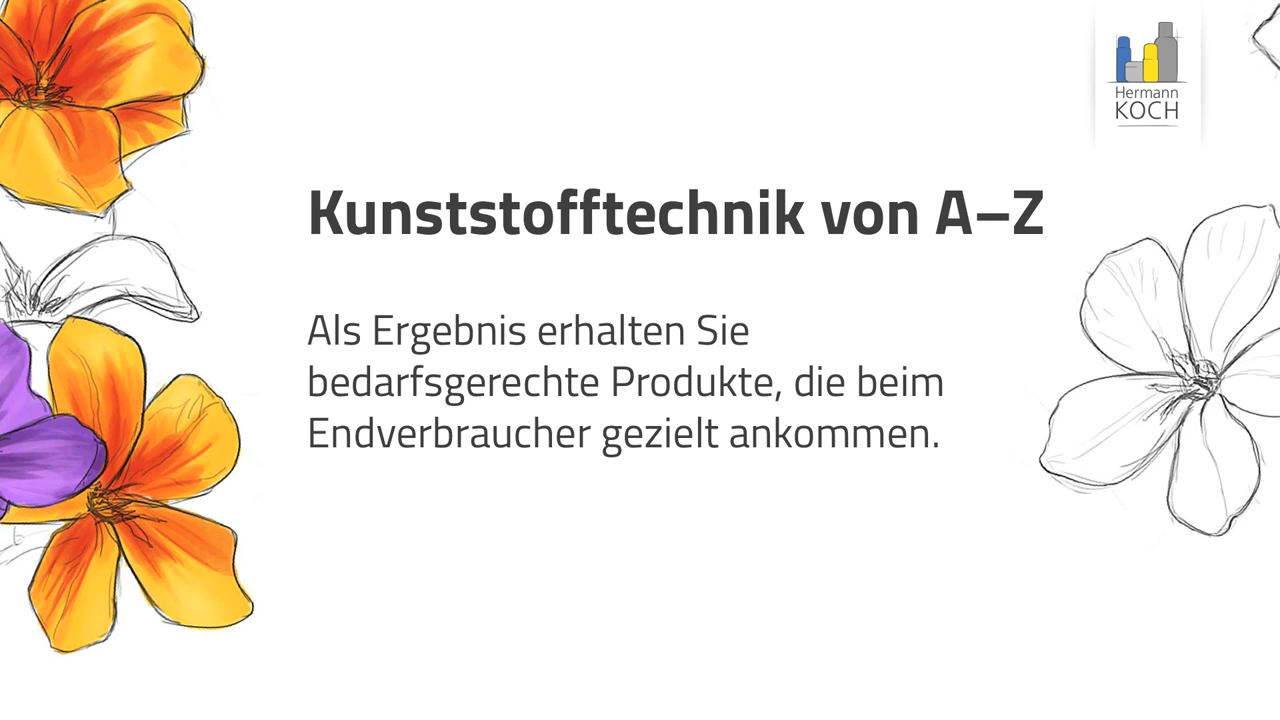 Hermann
KOCH
Kunststofftechnik von A–Z
Als Ergebnis erhalten Sie
bedarfsgerechte Produkte, die beim
Endverbraucher gezielt ankommen.